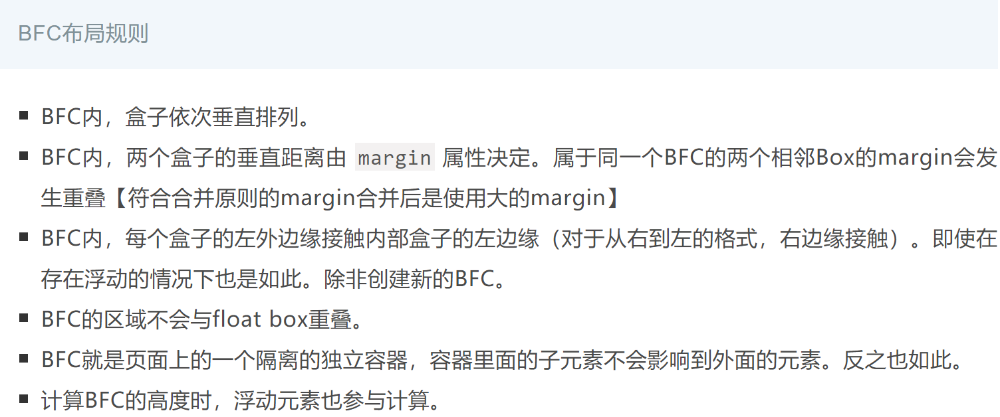 BFC布局规则
BFC内，盒子依次垂直排列。
BFC内，两个盒子的垂直距离由 margin 属性决定。属于同一个BFC的两个相邻Box的margin会发
生重叠【符合合并原则的margin合并后是使用大的margin】
BFC内，每个盒子的左外边缘接触内部盒子的左边缘（对于从右到左的格式，右边缘接触）。即使在
存在浮动的情况下也是如此。除非创建新的BFC。
BFC的区域不会与float box重叠。
BFC就是页面上的一个隔离的独立容器，容器里面的子元素不会影响到外面的元素。反之也如此。
计算BFC的高度时，浮动元素也参与计算。